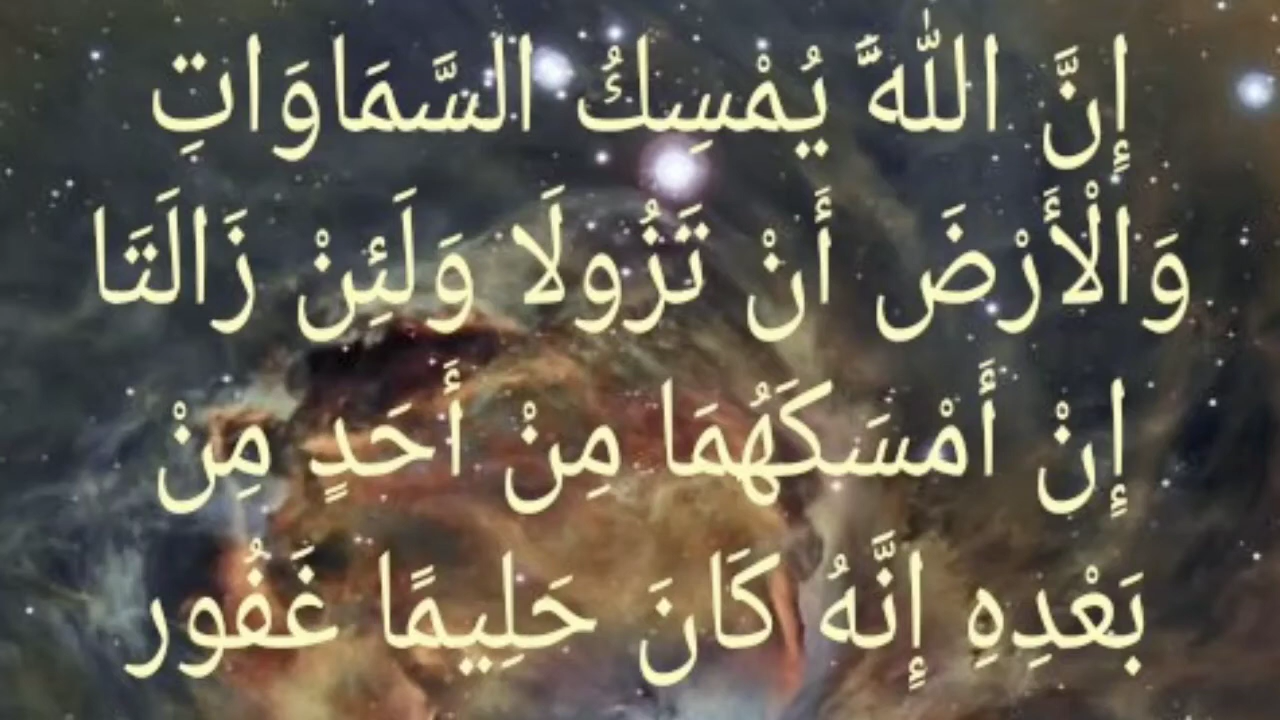 إِنَّ اللَّهَّ يُمْسِكُ السَّمَاوَاتِ
وَالْأَرْضَ أَنْ تَزُولَا وَلَئِنْ زَالَتَا
إِنْ أَمْسَكَهُمَا مِنْ أَحَدٍ مِنْ
بَعْدِهِ إِنَّهُ كَانَ حَلِيمًا غَفُور